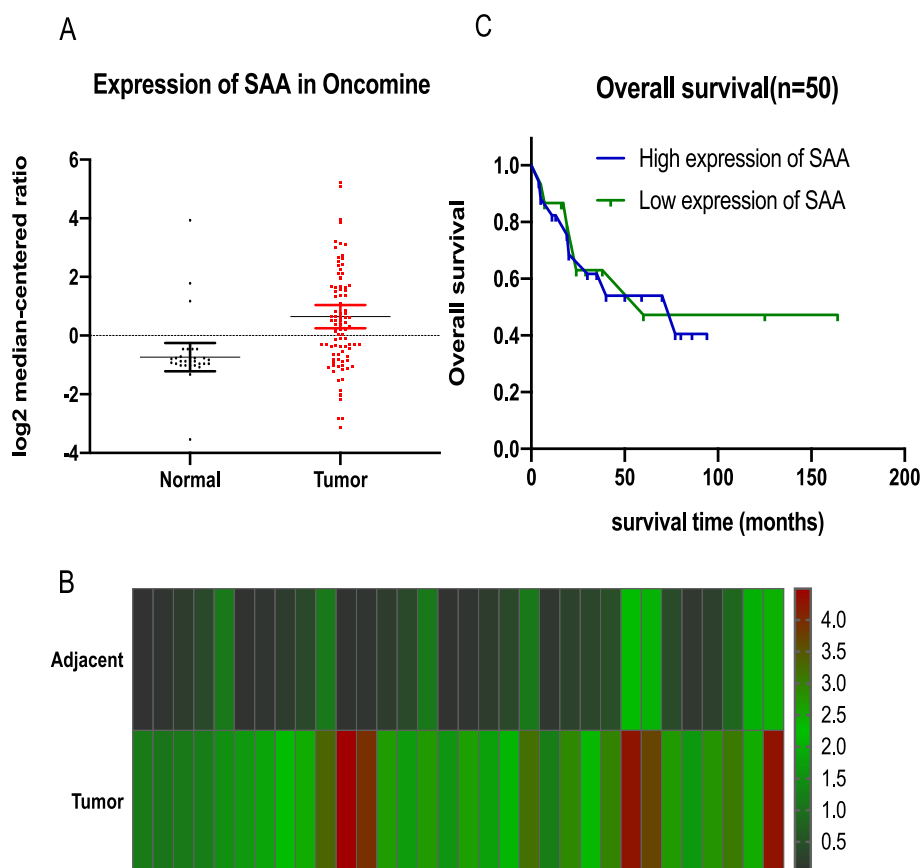 A
Expression of SAA in Oncomine
log2 median-centered ratio
6
4
2
0
-2
-4
Normal
Tumor
C
Overall survival(n=50)
High expression of SAA
Low expression of SAA
Overall survival
1.0
0.8
0.6
0.4
0.2
0.0
0
50
100
150
200
survival time (months)
B
Adjacent
Tumor
4.0
3.5
3.0
2.5
2.0
1.5
1.0
0.5